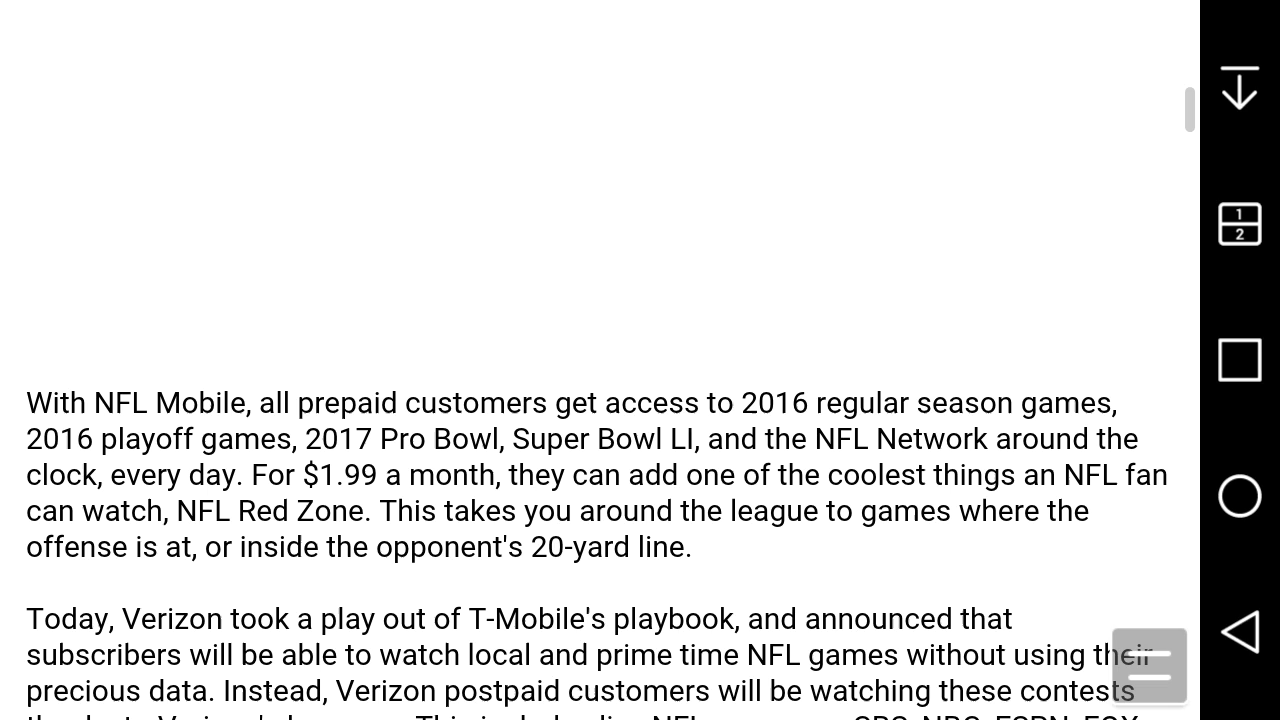 With NFL Mobile, all prepaid customers get access to 2016 regular season games,
2016 playoff games, 2017 Pro Bowl, Super Bowl LI, and the NFL Network around the
clock, every day. For $1.99 a month, they can add one of the coolest things an NFL fan
can watch, NFL Red Zone. This takes you around the league to games where the
offense is at, or inside the opponent's 20-yard line.
Today, Verizon took a play out of T-Mobile's playbook, and announced that
subscribers will be able to watch local and prime time NFL games without using their
precious data. Instead, Verizon postpaid customers will be watching these contests
1
2